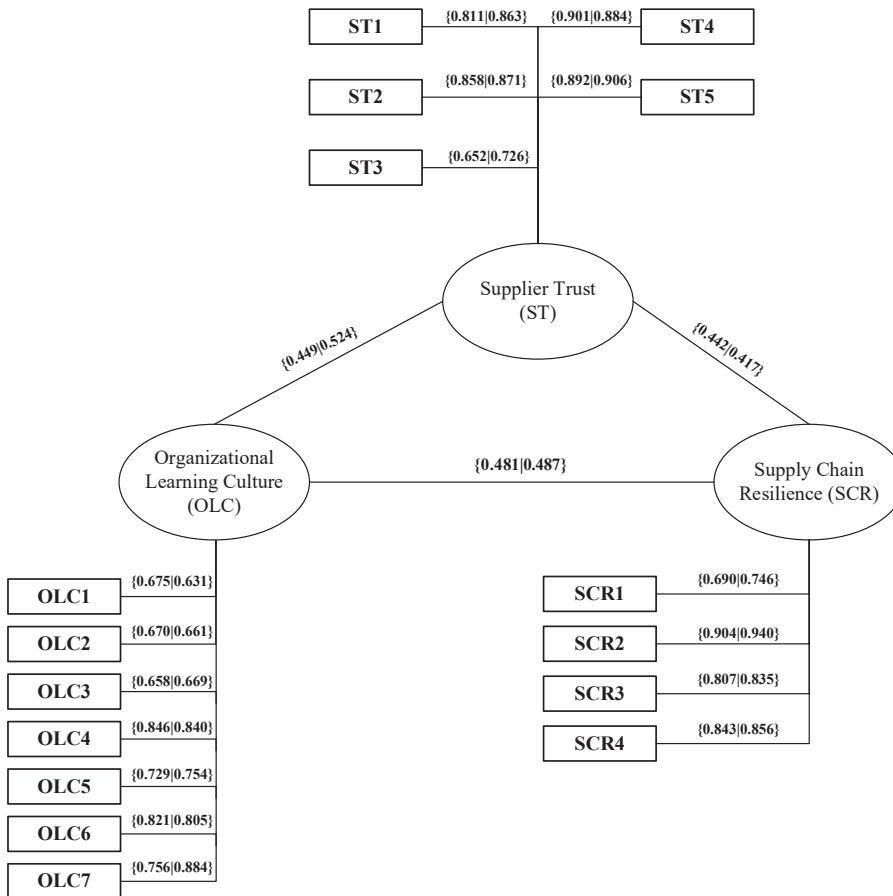 ST1 {0.811|0.863} {0.901|0.884} ST4
ST2 {0.858|0.871} {0.892|0.906} ST5
ST3 {0.652|0.726}
Supplier Trust
(ST)
{0.449|0.524}
{0.442|0.417}
Organizational
Learning Culture
(OLC)
{0.481|0.487}
Supply Chain
Resilience (SCR)
OLC1 {0.675|0.631}
OLC2 {0.670|0.661}
OLC3 {0.658|0.669}
OLC4 {0.846|0.840}
OLC5 {0.729|0.754}
OLC6 {0.821|0.805}
OLC7 {0.756|0.884}
SCR1 {0.690|0.746}
SCR2 {0.904|0.940}
SCR3 {0.807|0.835}
SCR4 {0.843|0.856}